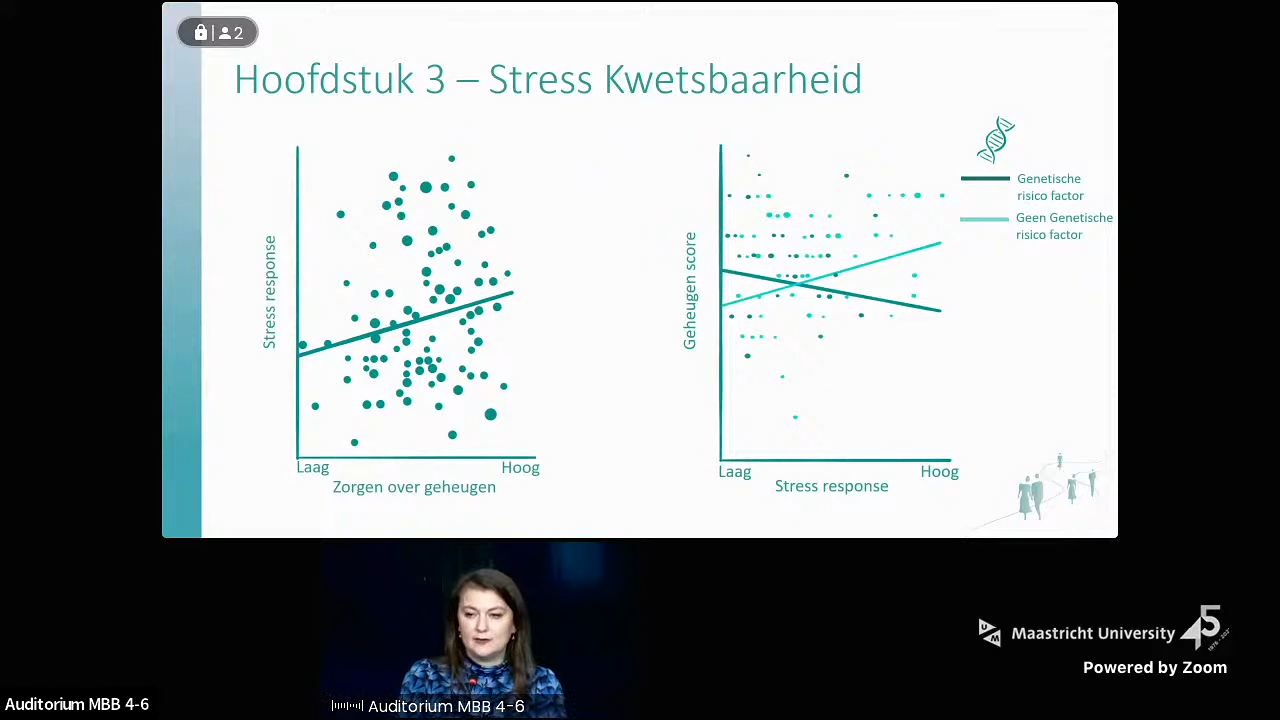 2
Hoofdstuk 3 – Stress Kwetsbaarheid
Stress response
Laag
Hoog
Zorgen over geheugen
Geheugen score
Laag
Hoog
Stress response
Genetische
risico factor
Geen Genetische
risico factor
Maastricht University
45
Powered by Zoom
Auditorium MBB 4-6
Auditorium MBB 4-6